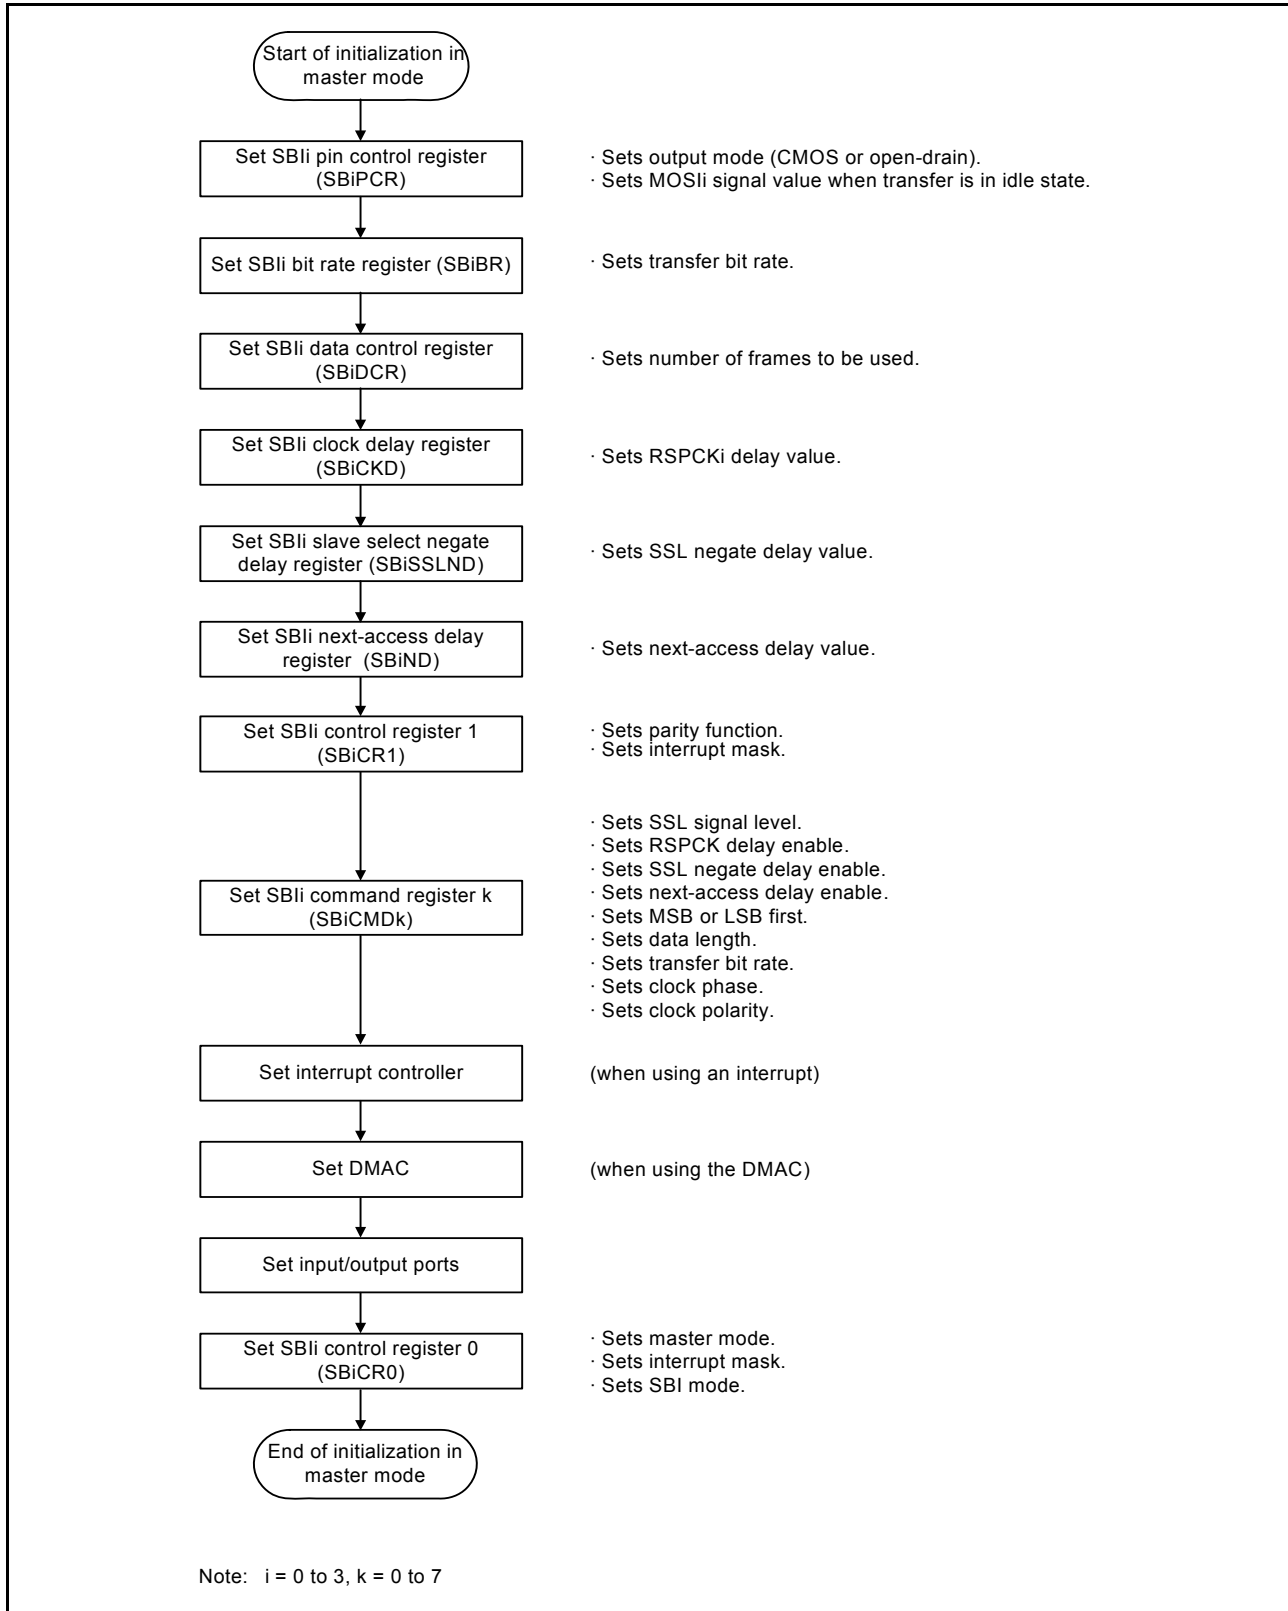 Start of initialization in
master mode
Set SBIi pin control register
(SBiPCR)
· Sets output mode (CMOS or open-drain).
· Sets MOSIi signal value when transfer is in idle state.
Set SBIi bit rate register (SBiBR)
· Sets transfer bit rate.
Set SBIi data control register
(SBiDCR)
· Sets number of frames to be used.
Set SBIi clock delay register
(SBiCKD)
· Sets RSPCKi delay value.
Set SBIi slave select negate
delay register (SBiSSLND)
· Sets SSL negate delay value.
Set SBIi next-access delay
register (SBiND)
· Sets next-access delay value.
Set SBIi control register 1
(SBiCR1)
· Sets parity function.
· Sets interrupt mask.
Set SBIi command register k
(SBiCMDk)
· Sets SSL signal level.
· Sets RSPCK delay enable.
· Sets SSL negate delay enable.
· Sets next-access delay enable.
· Sets MSB or LSB first.
· Sets data length.
· Sets transfer bit rate.
· Sets clock phase.
· Sets clock polarity.
Set interrupt controller
(when using an interrupt)
Set DMAC
(when using the DMAC)
Set input/output ports
Set SBIi control register 0
(SBiCR0)
· Sets master mode.
· Sets interrupt mask.
· Sets SBI mode.
End of initialization in
master mode
Note: i = 0 to 3, k = 0 to 7